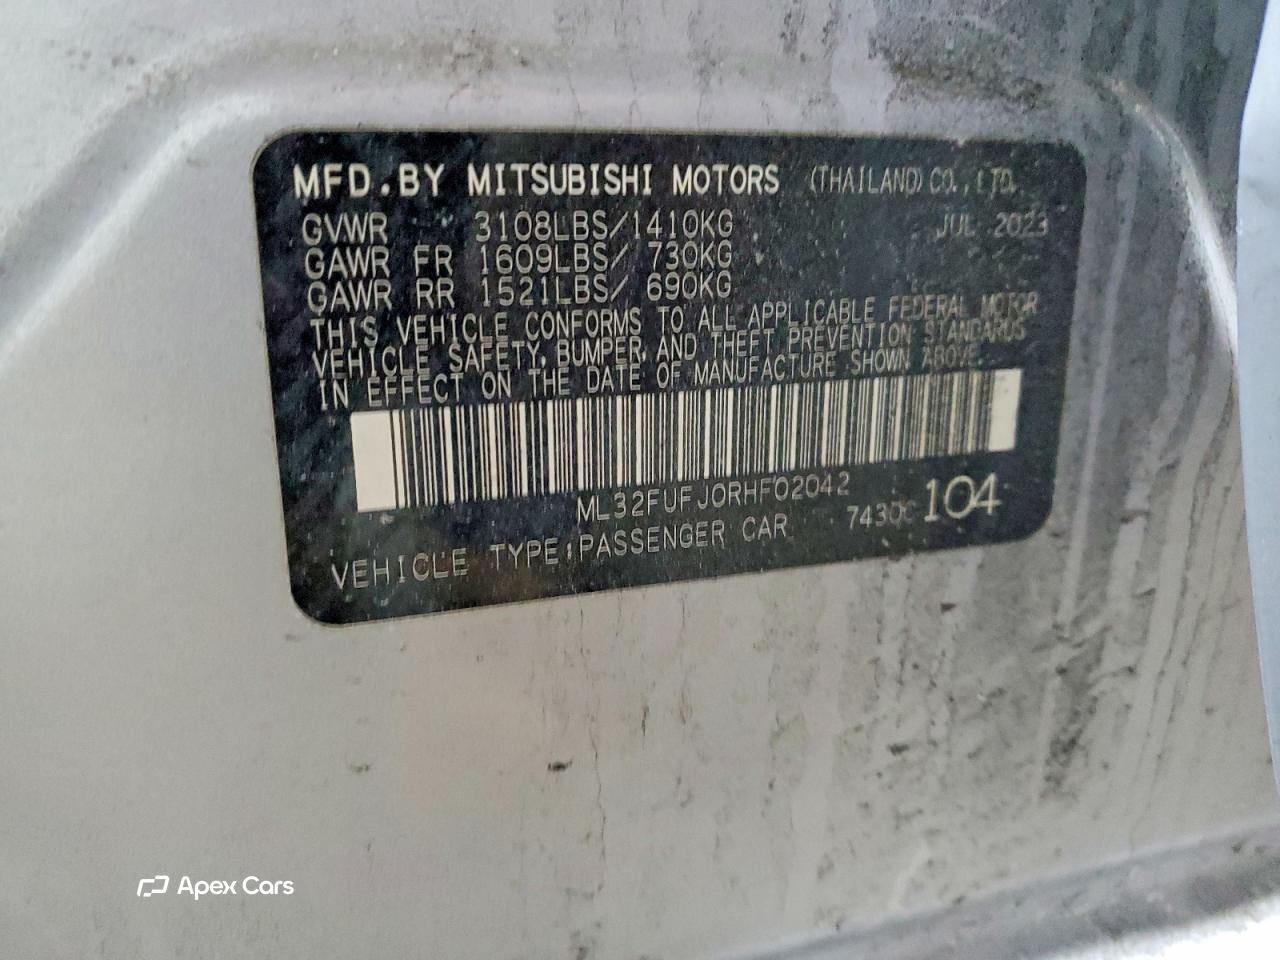 MFD.BY MITSUBISHI MOTORS (THAILAND) CO., LTD.
GVWR 3108LBS/1410KG JUL 2023
GAWR FR 1609LBS/ 730KG
GAWR RR 1521LBS/ 690KG
THIS VEHICLE CONFORMS TO ALL APPLICABLE FEDERAL MOTOR
VEHICLE SAFETY, BUMPER, AND THEFT PREVENTION STANDARDS
IN EFFECT ON THE DATE OF MANUFACTURE SHOWN ABOVE.
ML32FUFJ0RHF02042
VEHICLE TYPE:PASSENGER CAR 7430C 104
Apex Cars